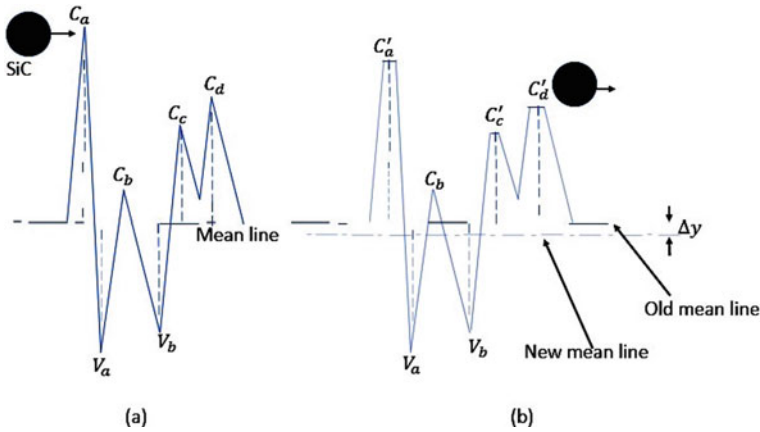 C_a
SiC
C_b
C_c
C_d
Mean line
V_a
V_b
(a)
C'_a
C_b
C'_c
C'_d
Δy
Old mean line
New mean line
V_a
V_b
(b)